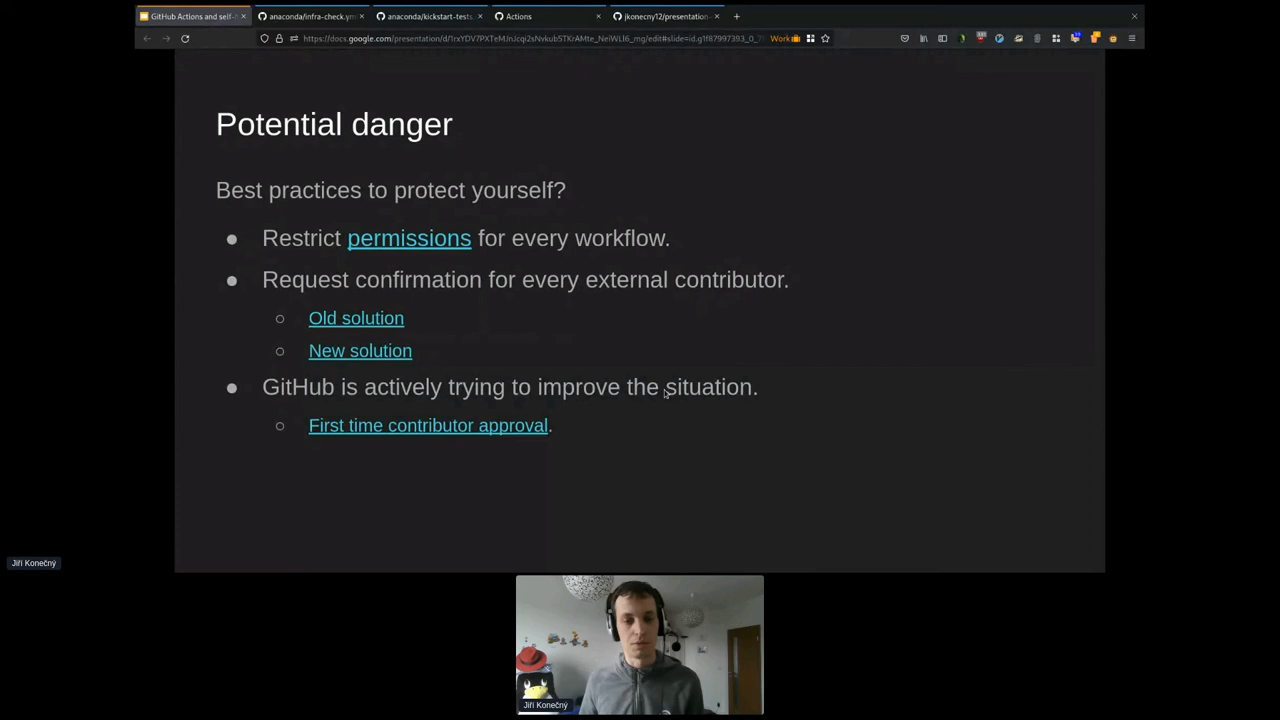 GitHub Actions and self-h
anaconda/infra-check.ym
anaconda/kickstart-tests.
Actions
jkonecny12/presentation-
Work
Potential danger
Best practices to protect yourself?
● Restrict permissions for every workflow.
● Request confirmation for every external contributor.
○ Old solution
○ New solution
● GitHub is actively trying to improve the situation.
○ First time contributor approval.
Jiří Konečný
Jiří Konečný